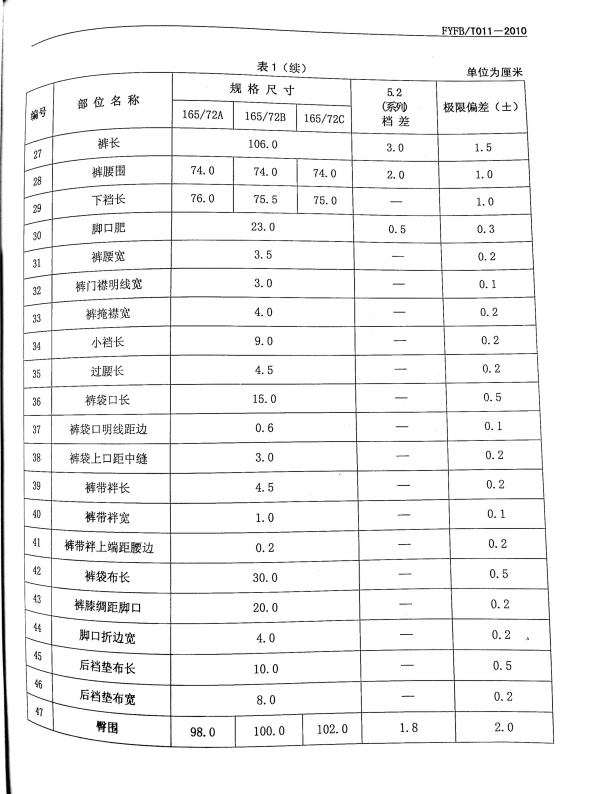 FYFB/T011—2010
表1（续）
单位为厘米
编号 部位名称 规格尺寸 5.2(系列)档差 极限偏差（±）
165/72A 165/72B 165/72C
27 裤长 106.0 3.0 1.5
28 裤腰围 74.0 74.0 74.0 2.0 1.0
29 下裆长 76.0 75.5 75.0 — 1.0
30 脚口肥 23.0 0.5 0.3
31 裤腰宽 3.5 — 0.2
32 裤门襟明线宽 3.0 — 0.1
33 裤掩襟宽 4.0 — 0.2
34 小裆长 9.0 — 0.2
35 过腰长 4.5 — 0.2
36 裤袋口长 15.0 — 0.5
37 裤袋口明线距边 0.6 — 0.1
38 裤袋上口距中缝 3.0 — 0.2
39 裤带袢长 4.5 — 0.2
40 裤带袢宽 1.0 — 0.1
41 裤带袢上端距腰边 0.2 — 0.2
42 裤袋布长 30.0 — 0.5
43 裤膝绸距脚口 20.0 — 0.2
44 脚口折边宽 4.0 — 0.2
45 后裆垫布长 10.0 — 0.5
46 后裆垫布宽 8.0 — 0.2
47 臀围 98.0 100.0 102.0 1.8 2.0